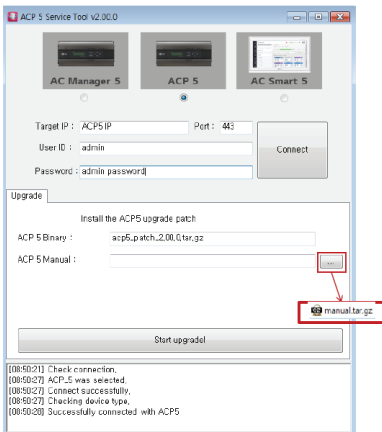 ACP 5 Service Tool v2.00.0
AC Manager 5
ACP 5
AC Smart 5
Target IP : ACP5 IP Port : 443
User ID : admin
Connect
Password : admin password
Upgrade
Install the ACP5 upgrade patch
ACP 5 Binary : acp5_patch_2,00,0,tar,gz
ACP 5 Manual : ...
manual.tar.gz
Start upgrade!
[08:50:21] Check connection,
[08:50:27] ACP_5 was selected,
[08:50:27] Connect successfully,
[08:50:27] Checking device type,
[08:50:28] Successfully connected with ACP5